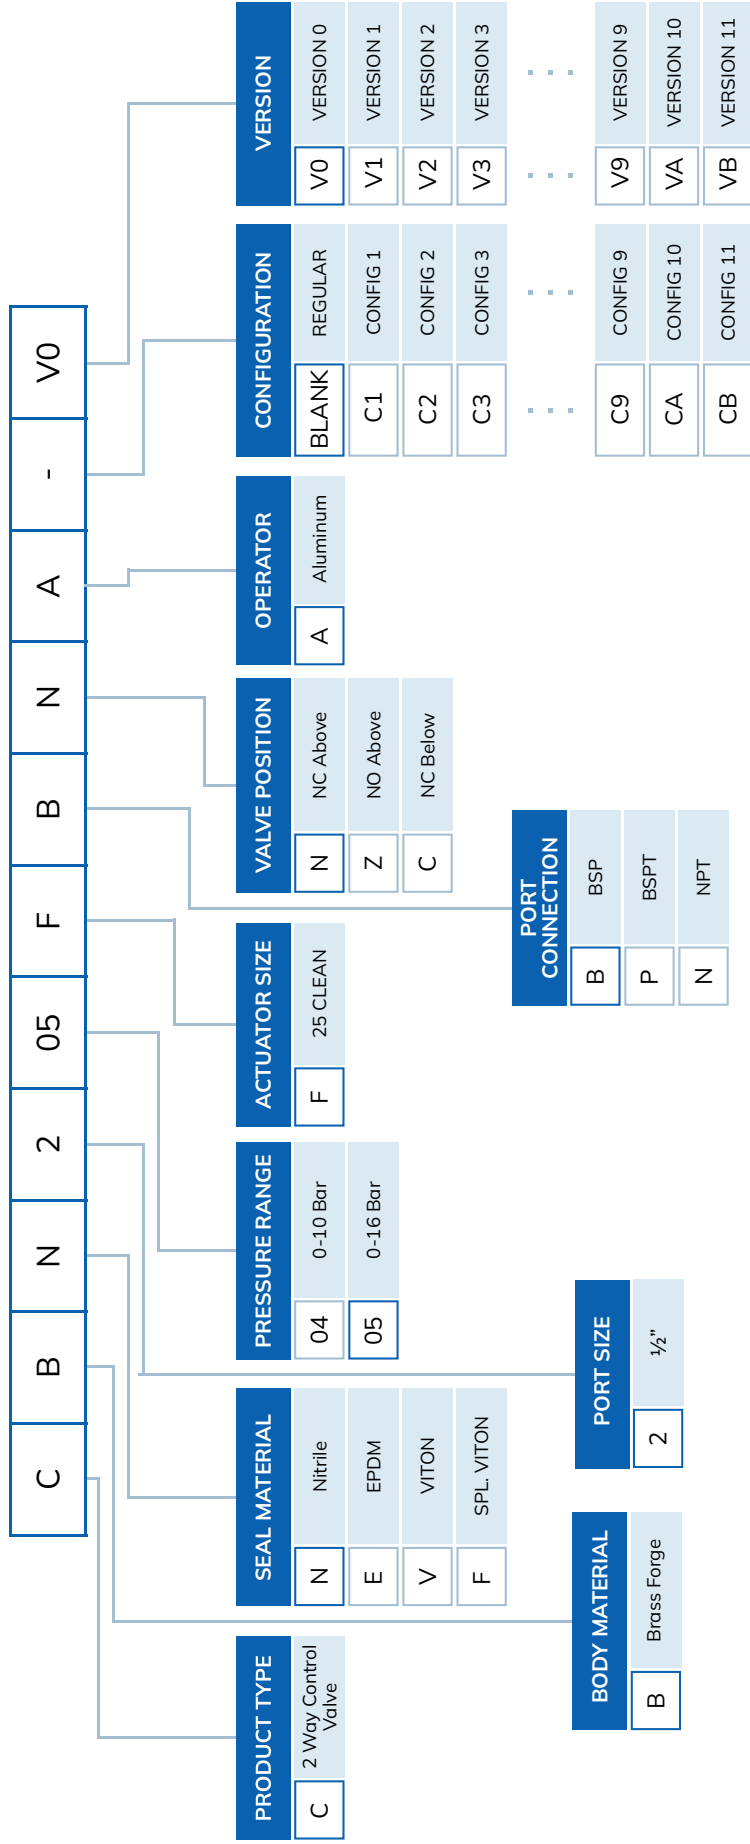 C B N 2 05 F B N A - V0
PRODUCT TYPE
C 2 Way Control
Valve
BODY MATERIAL
B Brass Forge
SEAL MATERIAL
N Nitrile
E EPDM
V VITON
F SPL. VITON
PORT SIZE
2 ½”
PRESSURE RANGE
04 0-10 Bar
05 0-16 Bar
ACTUATOR SIZE
F 25 CLEAN
PORT
CONNECTION
B BSP
P BSPT
N NPT
VALVE POSITION
N NC Above
Z NO Above
C NC Below
OPERATOR
A Aluminum
CONFIGURATION
BLANK REGULAR
C1 CONFIG 1
C2 CONFIG 2
C3 CONFIG 3
C9 CONFIG 9
CA CONFIG 10
CB CONFIG 11
VERSION
V0 VERSION 0
V1 VERSION 1
V2 VERSION 2
V3 VERSION 3
V9 VERSION 9
VA VERSION 10
VB VERSION 11